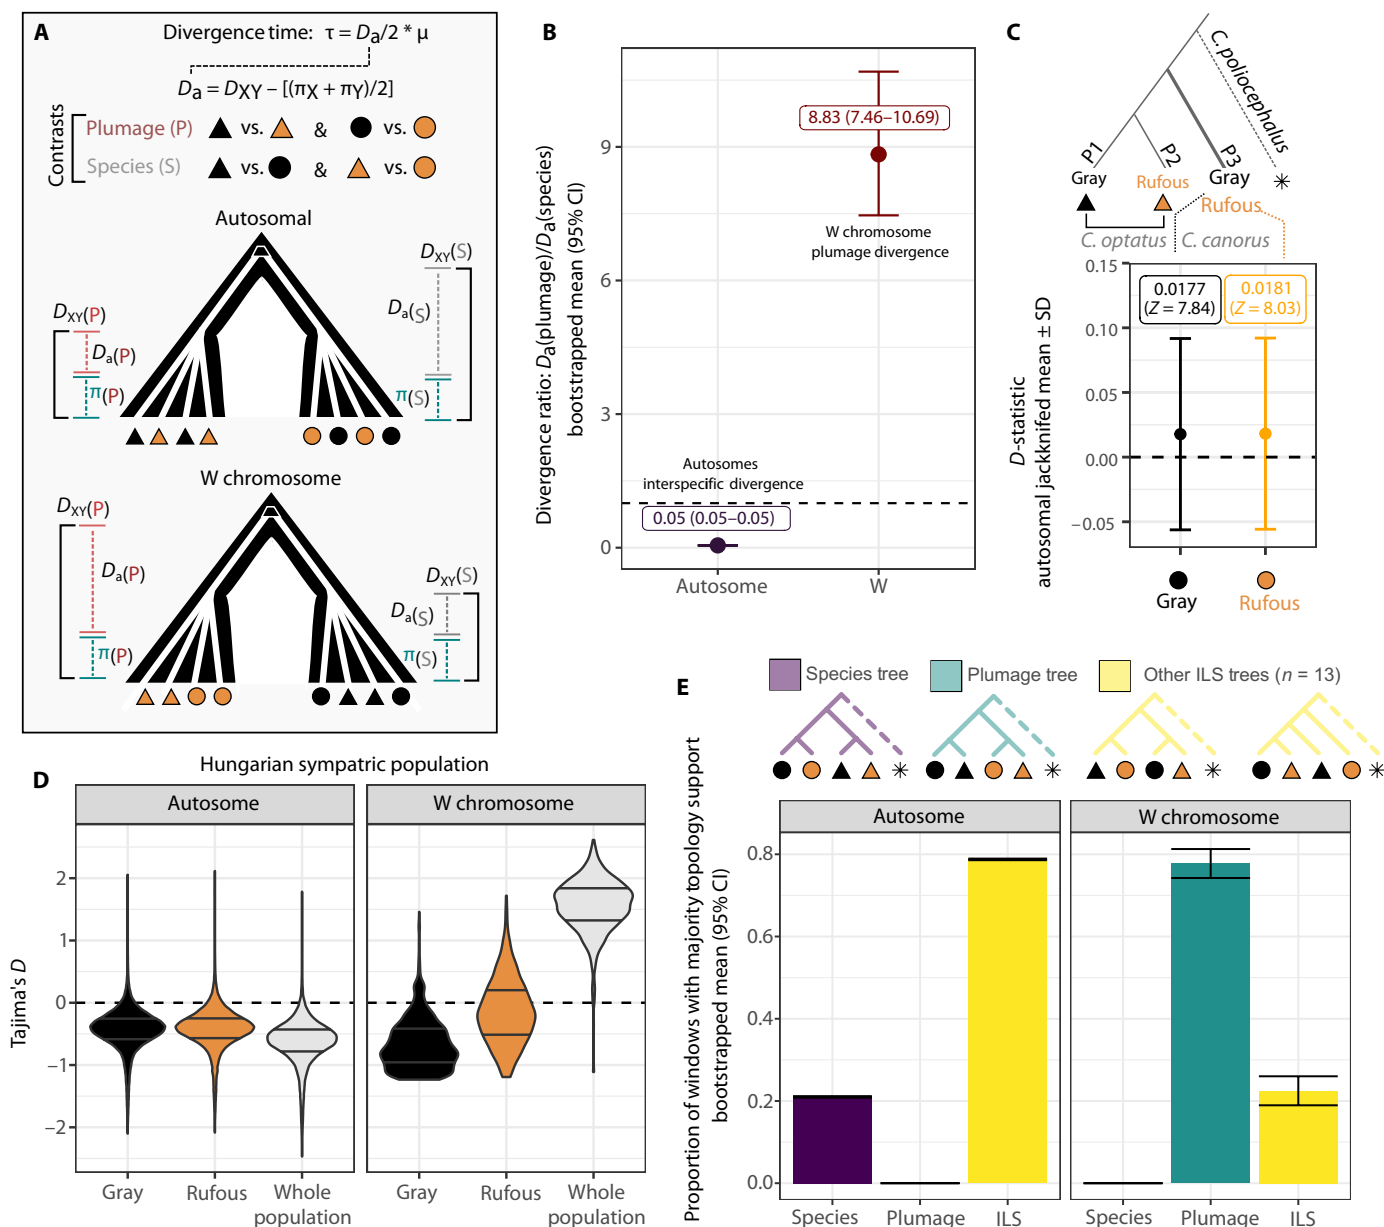 A
Divergence time: τ = Da/2 * μ
Da = DXY − [(πX + πY)/2]
Contrasts
Plumage (P)
vs.
&
vs.
Species (S)
vs.
&
vs.
Autosomal
DXY(S)
DXY(P)
Da(S)
Da(P)
π(P)
π(S)
W chromosome
DXY(P)
DXY(S)
Da(P)
Da(S)
π(P)
π(S)
B
Divergence ratio: Da(plumage)/Da(species)
bootstrapped mean (95% CI)
9
6
3
0
8.83 (7.46–10.69)
W chromosome
plumage divergence
Autosomes
interspecific divergence
0.05 (0.05–0.05)
Autosome
W
C
C. poliocephalus
P1
P2
P3
Gray
Rufous
Gray
Rufous
C. optatus
C. canorus
D-statistic
autosomal jackknifed mean ± SD
0.15
0.10
0.05
0.00
−0.05
0.0177
(Z = 7.84)
0.0181
(Z = 8.03)
Gray
Rufous
D
Hungarian sympatric population
Autosome
W chromosome
Tajima's D
2
1
0
−1
−2
Gray
Rufous
Whole
population
Gray
Rufous
Whole
population
E
Species tree
Plumage tree
Other ILS trees (n = 13)
Proportion of windows with majority topology support
bootstrapped mean (95% CI)
Autosome
W chromosome
0.8
0.6
0.4
0.2
0.0
Species
Plumage
ILS
Species
Plumage
ILS